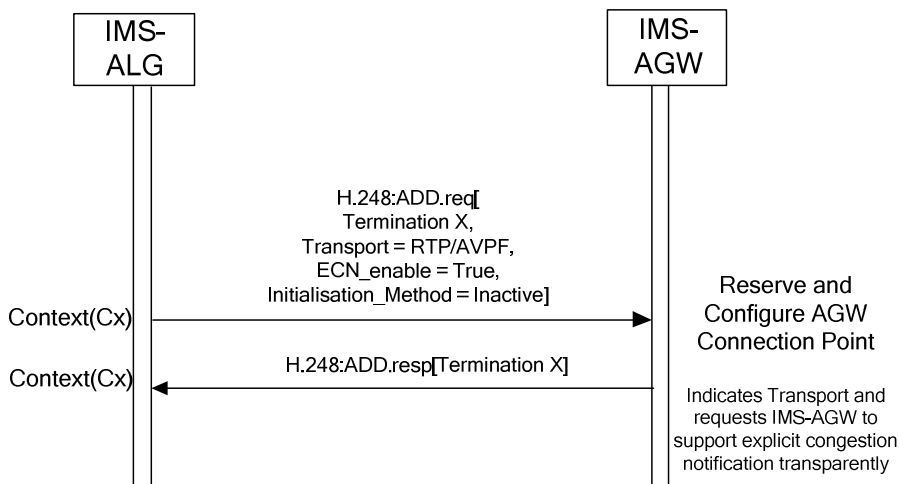 IMS-
ALG
IMS-
AGW
H.248:ADD.req[
Termination X,
Transport = RTP/AVPF,
ECN_enable = True,
Initialisation_Method = Inactive]
Context(Cx)
Reserve and
Configure AGW
Connection Point
H.248:ADD.resp[Termination X]
Context(Cx)
Indicates Transport and
requests IMS-AGW to
support explicit congestion
notification transparently